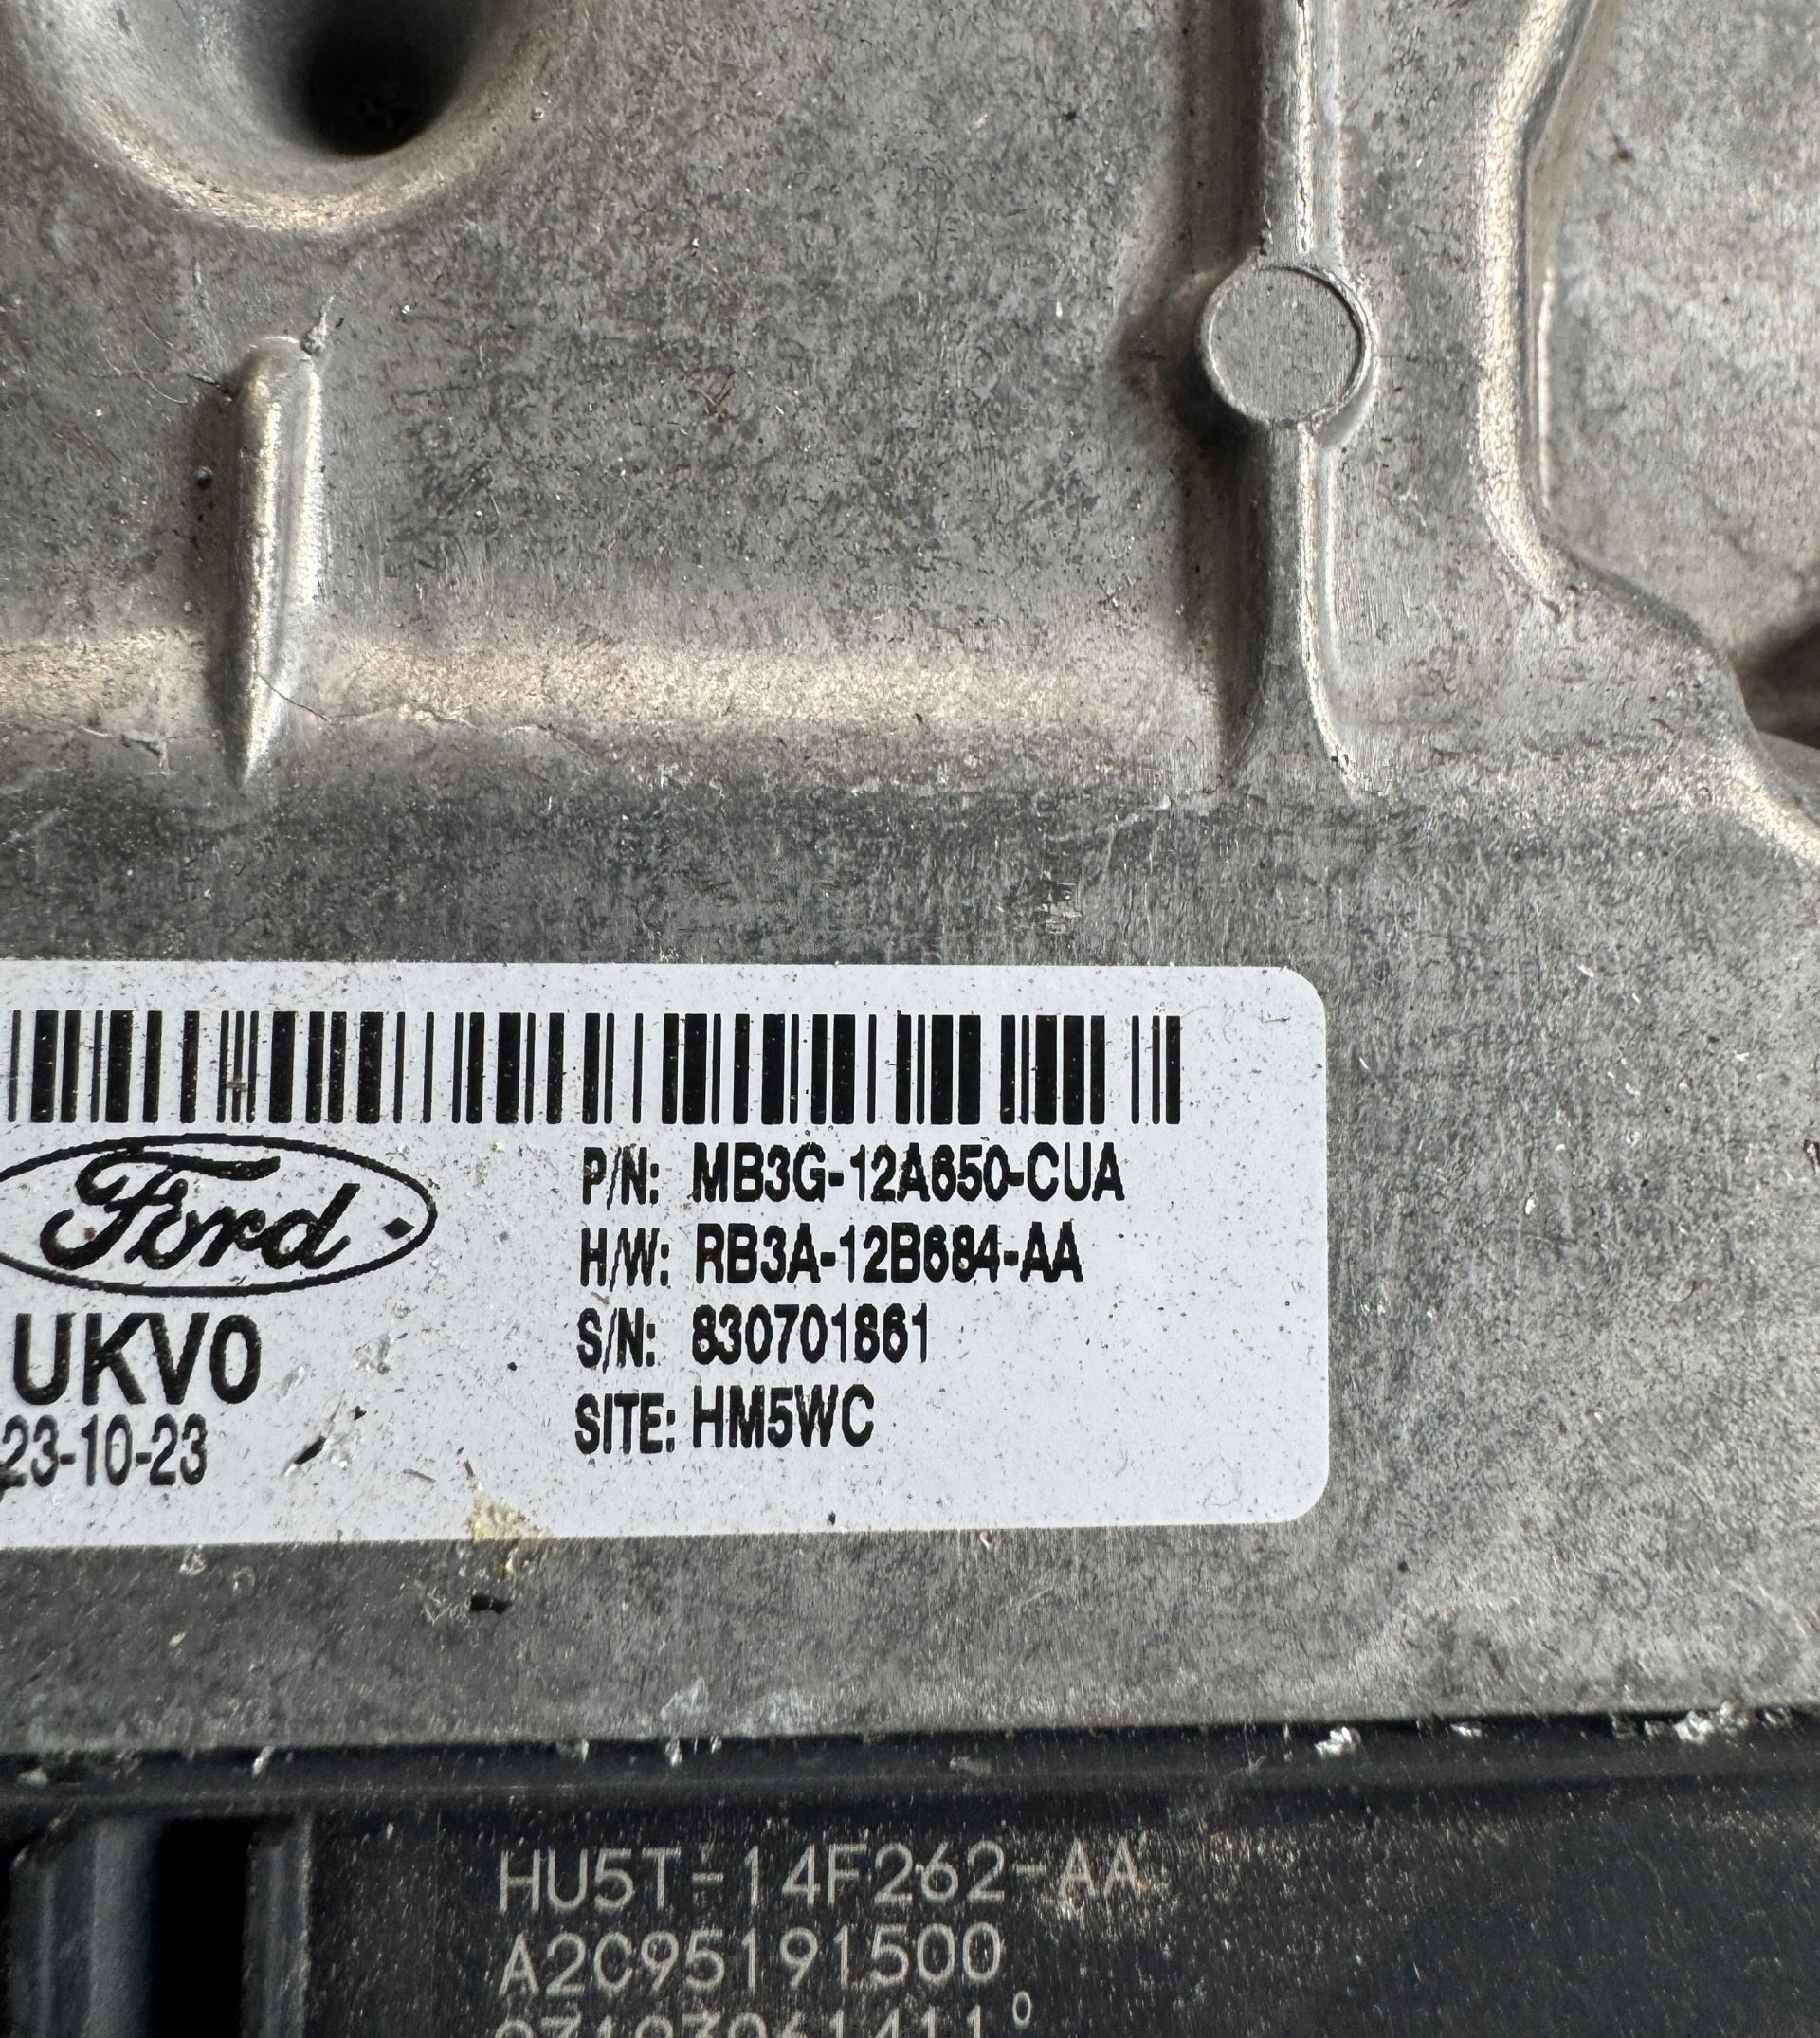 Ford
UKV0
23-10-23
P/N: MB3G-12A650-CUA
H/W: RB3A-12B684-AA
S/N: 830701861
SITE: HM5WC
HU5T-14F262-AA
A2C95191500